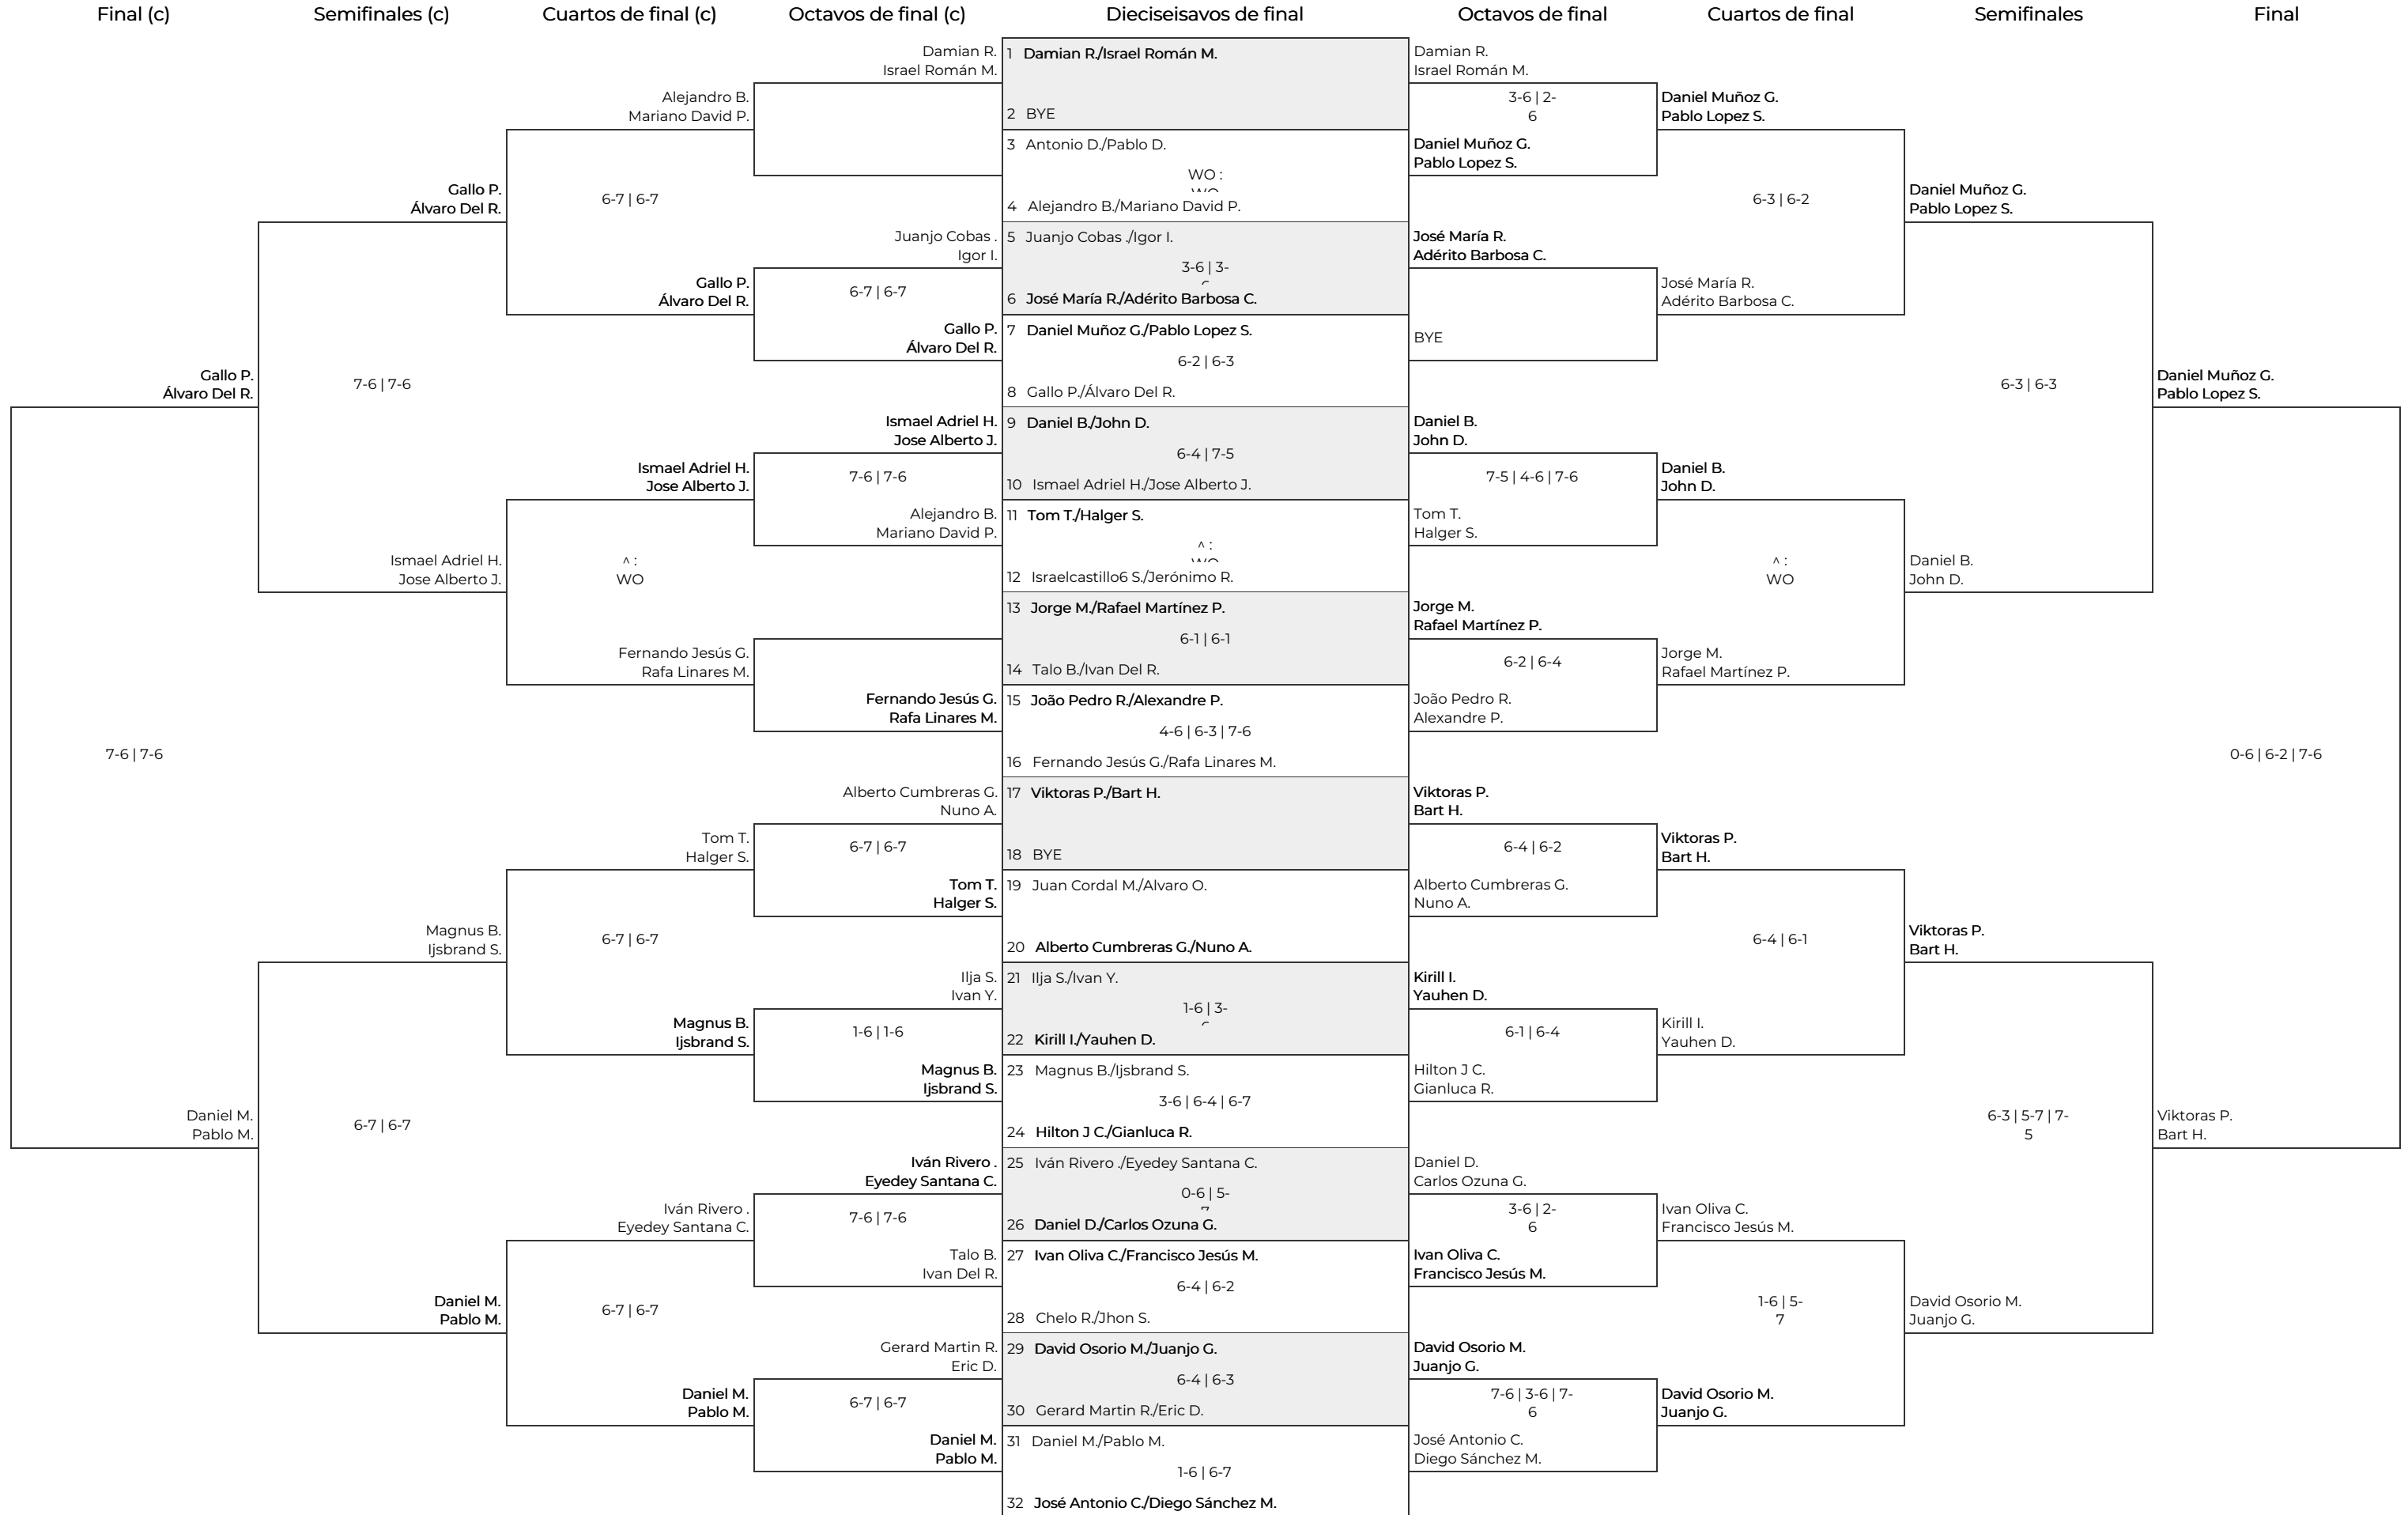 Final (c)
Semifinales (c)
Cuartos de final (c)
Octavos de final (c)
Dieciseisavos de final
Octavos de final
Cuartos de final
Semifinales
Final
Gallo P.
Álvaro Del R.
7-6 | 7-6
Daniel M.
Pablo M.
Gallo P.
Álvaro Del R.
7-6 | 7-6
Ismael Adriel H.
Jose Alberto J.
Magnus B.
Ijsbrand S.
6-7 | 6-7
Daniel M.
Pablo M.
Alejandro B.
Mariano David P.
6-7 | 6-7
Gallo P.
Álvaro Del R.
Ismael Adriel H.
Jose Alberto J.
^ :
WO
Fernando Jesús G.
Rafa Linares M.
Tom T.
Halger S.
6-7 | 6-7
Magnus B.
Ijsbrand S.
Iván Rivero .
Eyedey Santana C.
6-7 | 6-7
Daniel M.
Pablo M.
Damian R.
Israel Román M.
Juanjo Cobas .
Igor I.
6-7 | 6-7
Gallo P.
Álvaro Del R.
Ismael Adriel H.
Jose Alberto J.
7-6 | 7-6
Alejandro B.
Mariano David P.
Fernando Jesús G.
Rafa Linares M.
Alberto Cumbreras G.
Nuno A.
6-7 | 6-7
Tom T.
Halger S.
Ilja S.
Ivan Y.
1-6 | 1-6
Magnus B.
Ijsbrand S.
Iván Rivero .
Eyedey Santana C.
7-6 | 7-6
Talo B.
Ivan Del R.
Gerard Martin R.
Eric D.
6-7 | 6-7
Daniel M.
Pablo M.
1 Damian R./Israel Román M.
2 BYE
3 Antonio D./Pablo D.
WO :
WO
4 Alejandro B./Mariano David P.
5 Juanjo Cobas ./Igor I.
3-6 | 3-
6 José María R./Adérito Barbosa C.
7 Daniel Muñoz G./Pablo Lopez S.
6-2 | 6-3
8 Gallo P./Álvaro Del R.
9 Daniel B./John D.
6-4 | 7-5
10 Ismael Adriel H./Jose Alberto J.
11 Tom T./Halger S.
^ :
WO
12 Israelcastillo6 S./Jerónimo R.
13 Jorge M./Rafael Martínez P.
6-1 | 6-1
14 Talo B./Ivan Del R.
15 João Pedro R./Alexandre P.
4-6 | 6-3 | 7-6
16 Fernando Jesús G./Rafa Linares M.
17 Viktoras P./Bart H.
18 BYE
19 Juan Cordal M./Alvaro O.
20 Alberto Cumbreras G./Nuno A.
21 Ilja S./Ivan Y.
1-6 | 3-
22 Kirill I./Yauhen D.
23 Magnus B./Ijsbrand S.
3-6 | 6-4 | 6-7
24 Hilton J C./Gianluca R.
25 Iván Rivero ./Eyedey Santana C.
0-6 | 5-
7
26 Daniel D./Carlos Ozuna G.
27 Ivan Oliva C./Francisco Jesús M.
6-4 | 6-2
28 Chelo R./Jhon S.
29 David Osorio M./Juanjo G.
6-4 | 6-3
30 Gerard Martin R./Eric D.
31 Daniel M./Pablo M.
1-6 | 6-7
32 José Antonio C./Diego Sánchez M.
Damian R.
Israel Román M.
3-6 | 2-
6
Daniel Muñoz G.
Pablo Lopez S.
José María R.
Adérito Barbosa C.
BYE
Daniel B.
John D.
7-5 | 4-6 | 7-6
Tom T.
Halger S.
Jorge M.
Rafael Martínez P.
6-2 | 6-4
João Pedro R.
Alexandre P.
Viktoras P.
Bart H.
6-4 | 6-2
Alberto Cumbreras G.
Nuno A.
Kirill I.
Yauhen D.
6-1 | 6-4
Hilton J C.
Gianluca R.
Daniel D.
Carlos Ozuna G.
3-6 | 2-
6
Ivan Oliva C.
Francisco Jesús M.
David Osorio M.
Juanjo G.
7-6 | 3-6 | 7-
6
José Antonio C.
Diego Sánchez M.
Daniel Muñoz G.
Pablo Lopez S.
6-3 | 6-2
José María R.
Adérito Barbosa C.
Daniel B.
John D.
^ :
WO
Jorge M.
Rafael Martínez P.
Viktoras P.
Bart H.
6-4 | 6-1
Kirill I.
Yauhen D.
Ivan Oliva C.
Francisco Jesús M.
1-6 | 5-
7
David Osorio M.
Juanjo G.
Daniel Muñoz G.
Pablo Lopez S.
6-3 | 6-3
Daniel B.
John D.
Viktoras P.
Bart H.
6-3 | 5-7 | 7-
5
David Osorio M.
Juanjo G.
Daniel Muñoz G.
Pablo Lopez S.
0-6 | 6-2 | 7-6
Viktoras P.
Bart H.